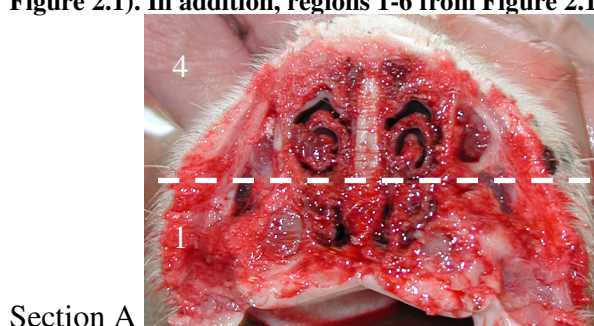 Figure 2.1). In addition, regions 1-6 from Figure 2.1
4
1
Section A